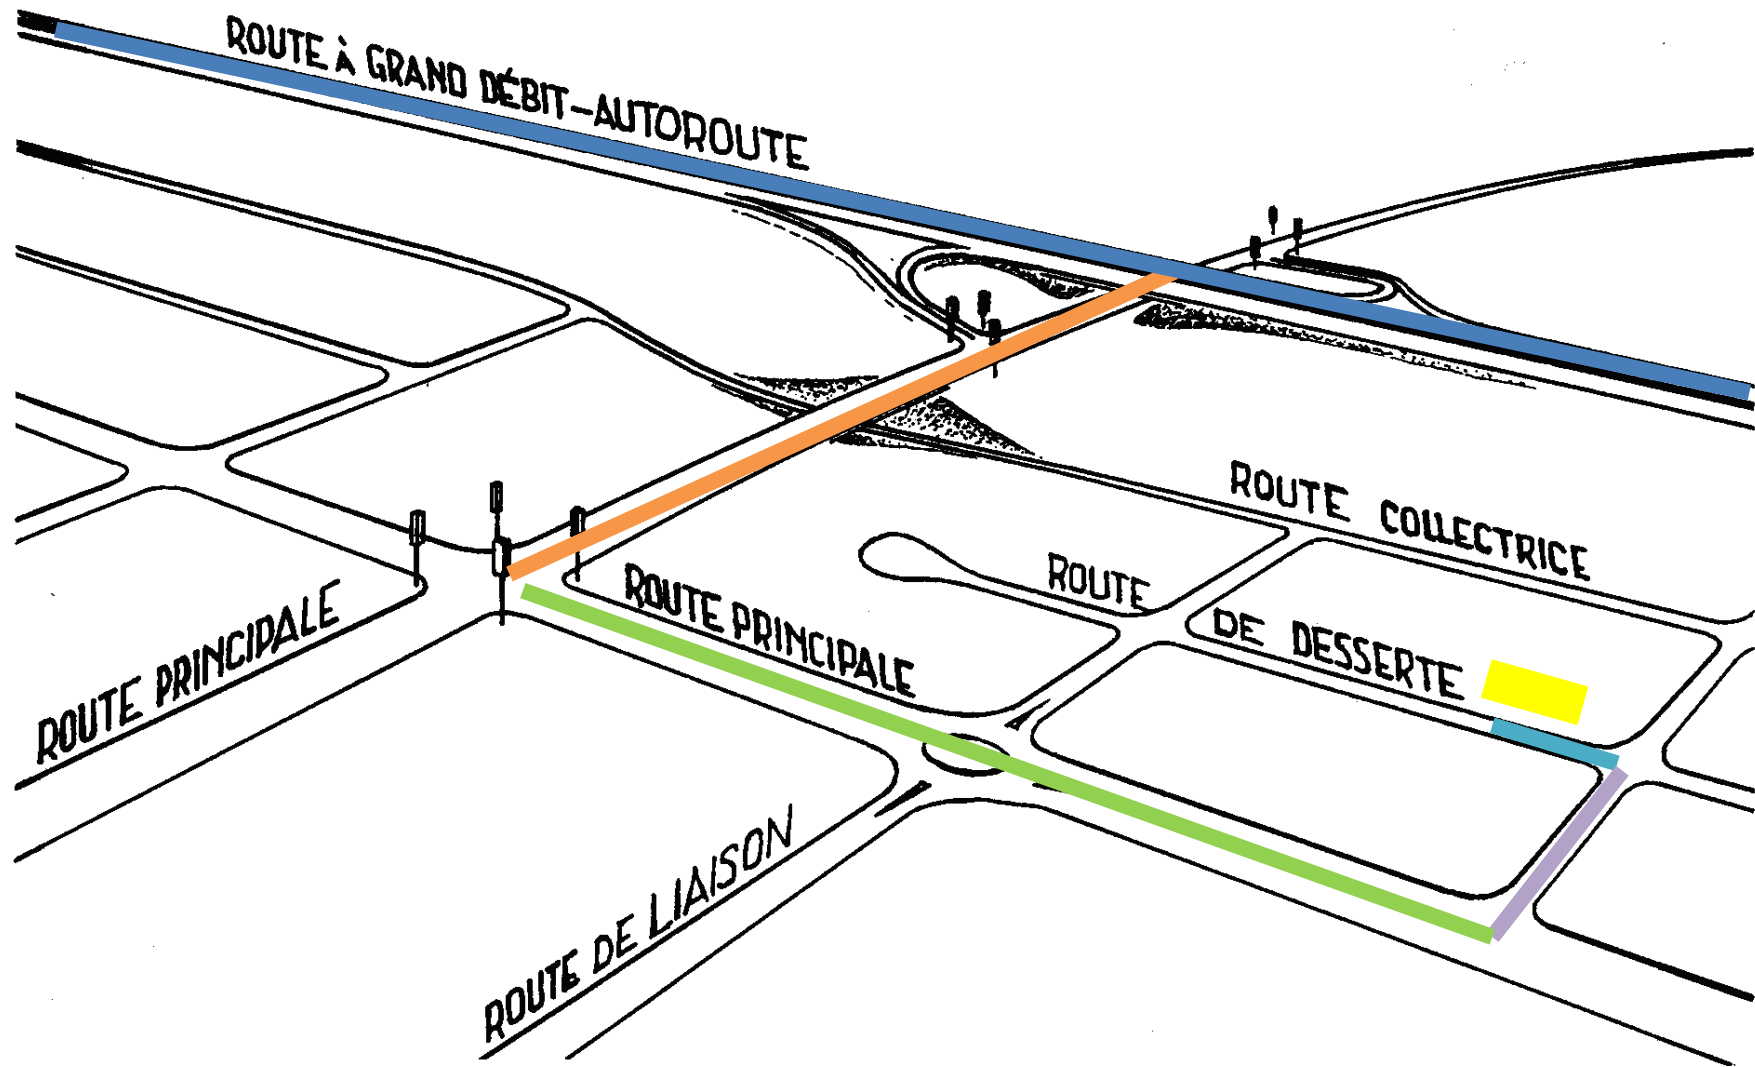 ROUTE À GRAND DÉBIT-AUTOROUTE
ROUTE COLLECTRICE
ROUTE DE DESSERTE
ROUTE PRINCIPALE
ROUTE PRINCIPALE
ROUTE DE LIAISON